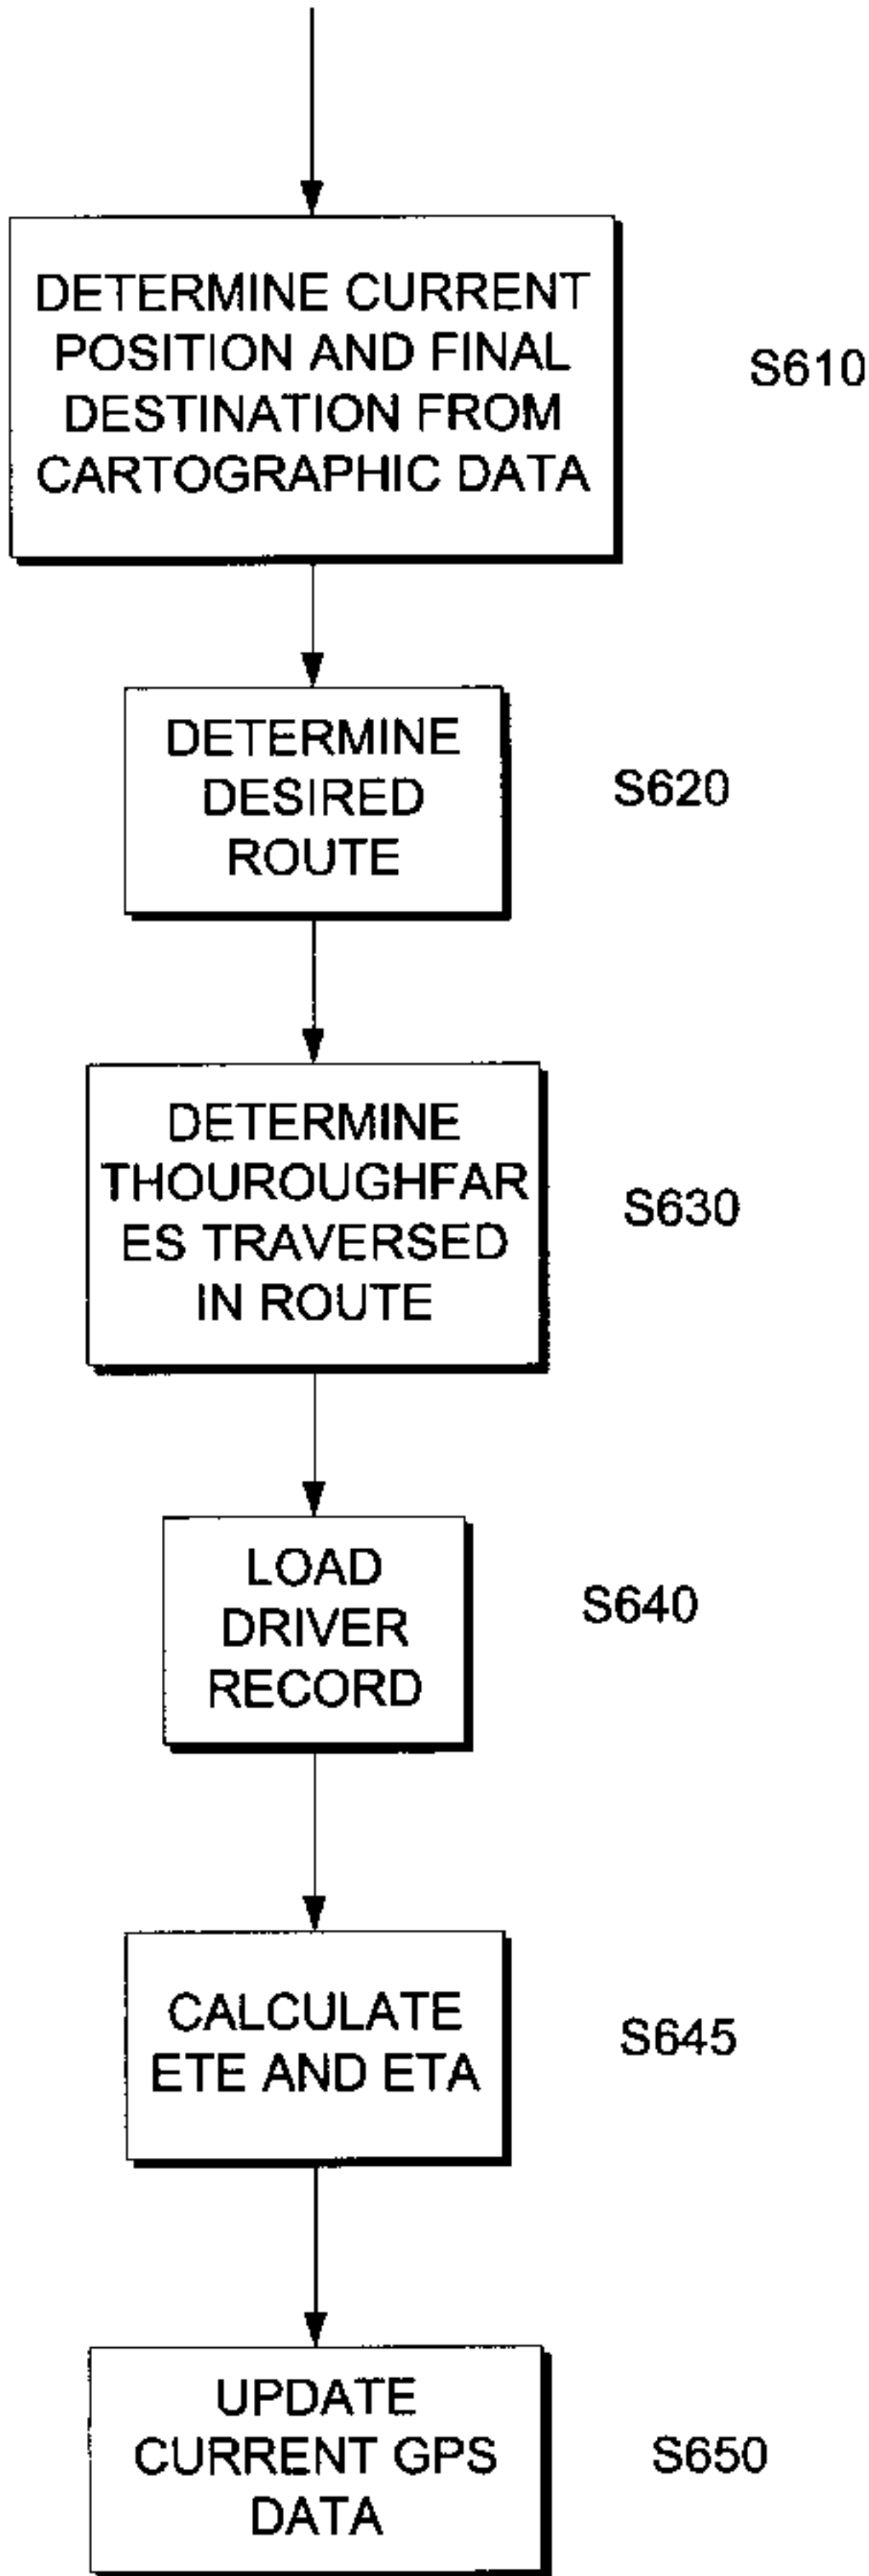 DETERMINE CURRENT
POSITION AND FINAL
DESTINATION FROM
CARTOGRAPHIC DATA
S610
DETERMINE
DESIRED
ROUTE
S620
DETERMINE
THOUROUGHFAR
ES TRAVERSED
IN ROUTE
S630
LOAD
DRIVER
RECORD
S640
CALCULATE
ETE AND ETA
S645
UPDATE
CURRENT GPS
DATA
S650